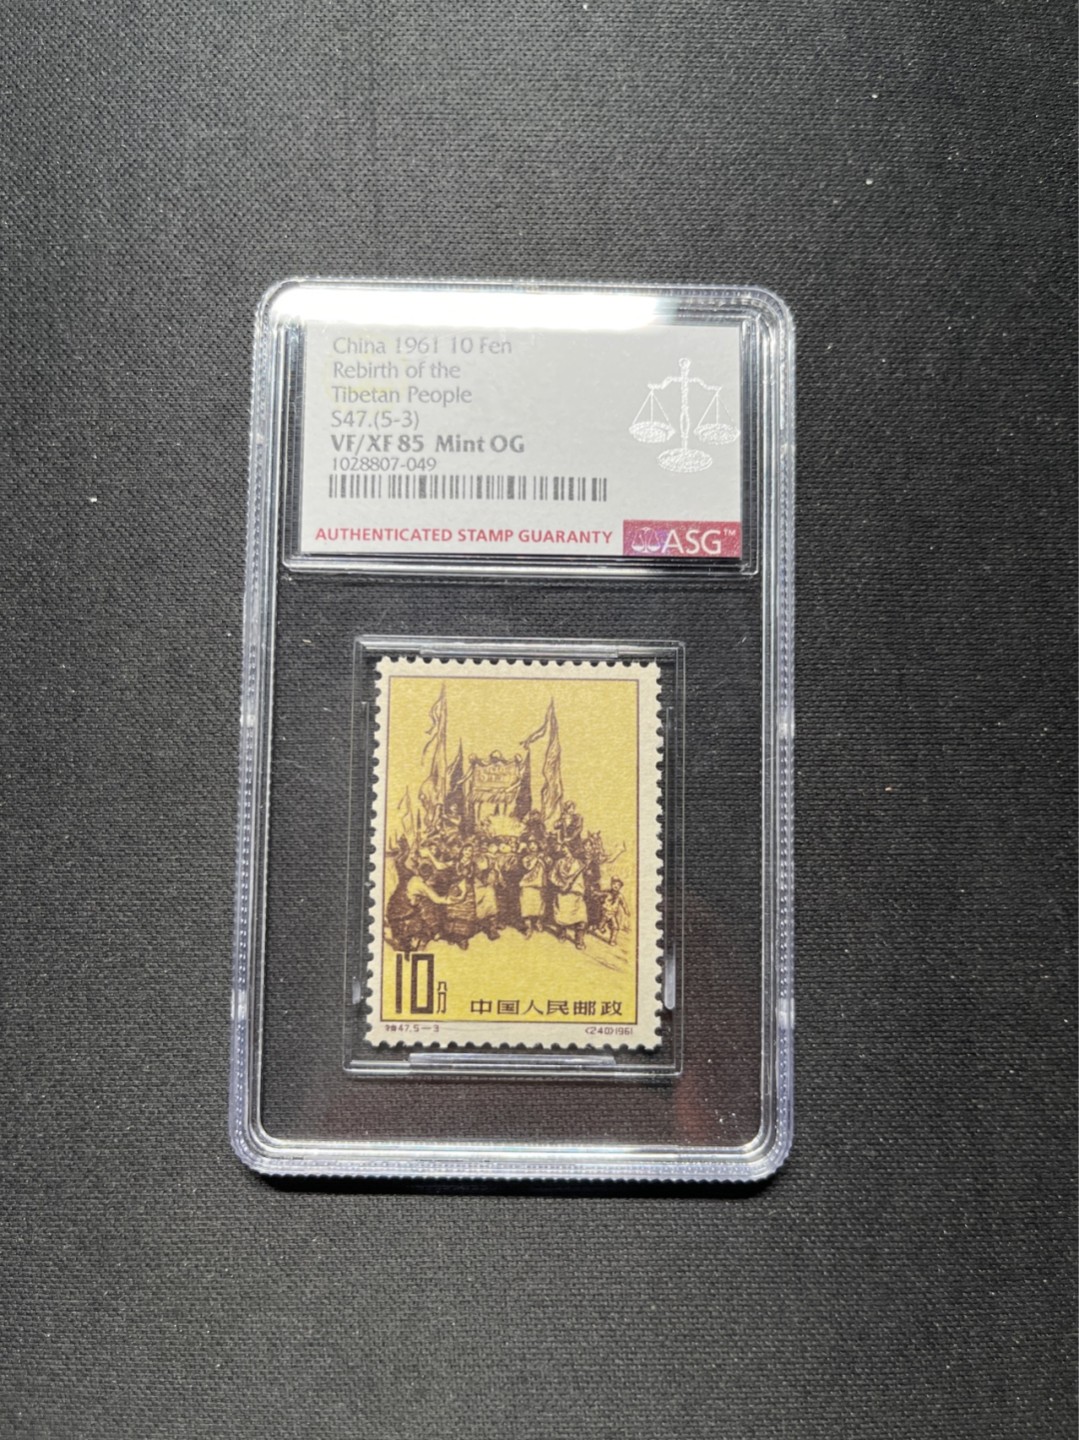 China 1961 10 Fen
Rebirth of the
Tibetan People
S47.(5-3)
VF/XF 85 Mint OG
1028807-049
AUTHENTICATED STAMP GUARANTY
ASG™
10分
中国人民邮政
特47.5—3
(240)1961